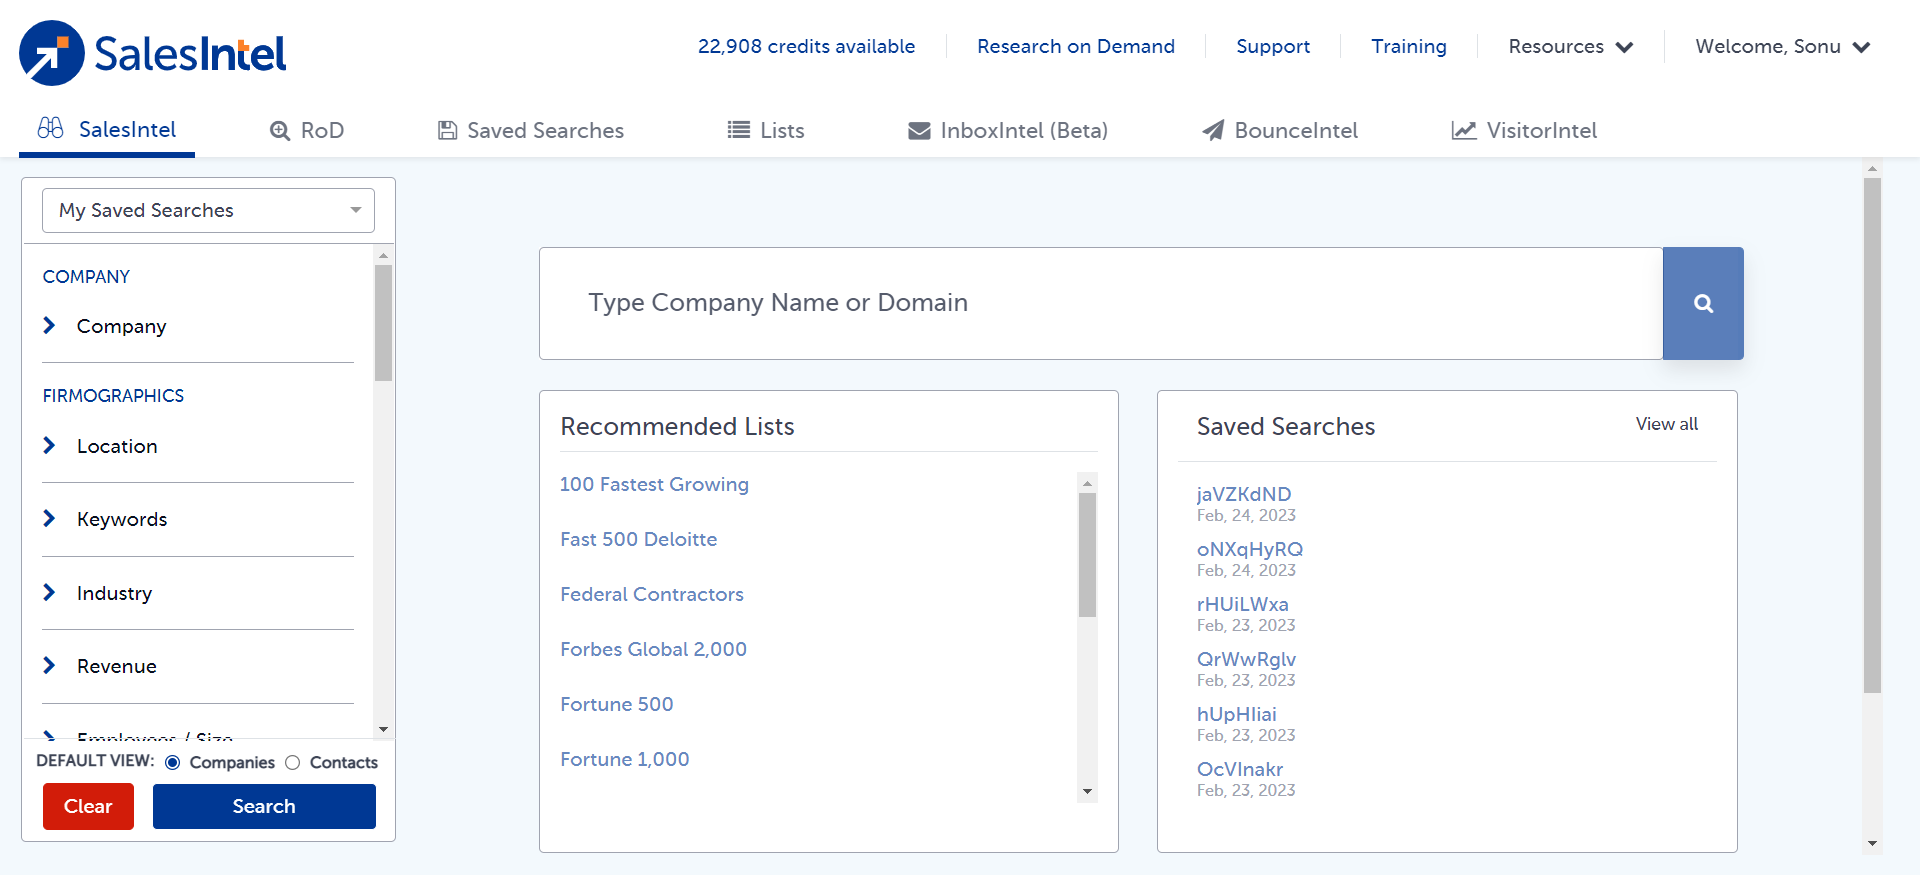 SalesIntel
22,908 credits available
Research on Demand
Support
Training
Resources
Welcome, Sonu
SalesIntel
RoD
Saved Searches
Lists
InboxIntel (Beta)
BounceIntel
VisitorIntel
My Saved Searches
COMPANY
Company
FIRMOGRAPHICS
Location
Keywords
Industry
Revenue
Employees / Size
DEFAULT VIEW: Companies Contacts
Clear
Search
Type Company Name or Domain
Recommended Lists
100 Fastest Growing
Fast 500 Deloitte
Federal Contractors
Forbes Global 2,000
Fortune 500
Fortune 1,000
Saved Searches
View all
jaVZKdND
Feb, 24, 2023
oNXqHyRQ
Feb, 24, 2023
rHUiLWxa
Feb, 23, 2023
QrWwRglv
Feb, 23, 2023
hUpHIiai
Feb, 23, 2023
OcVInakr
Feb, 23, 2023